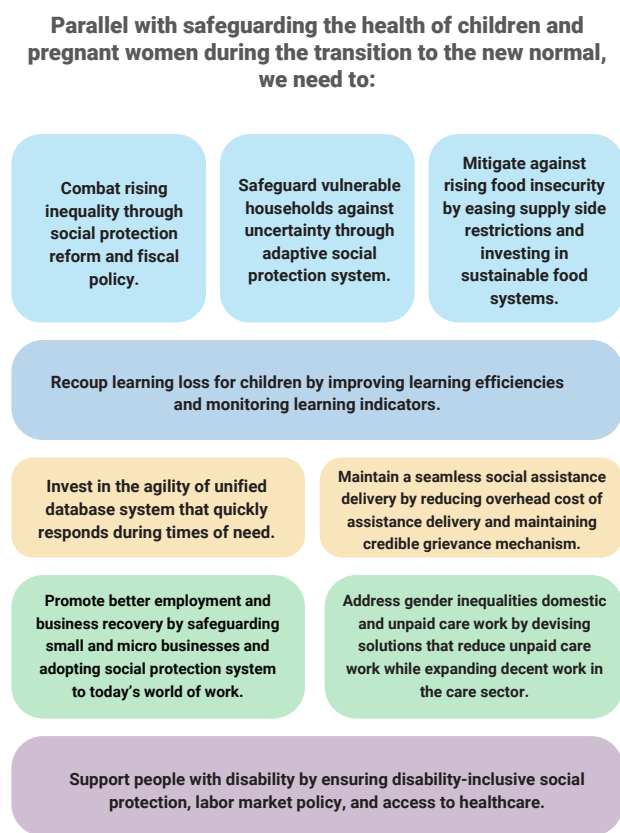 Parallel with safeguarding the health of children and
pregnant women during the transition to the new normal,
we need to:
Combat rising
inequality through
social protection
reform and fiscal
policy.
Safeguard vulnerable
households against
uncertainty through
adaptive social
protection system.
Mitigate against
rising food insecurity
by easing supply side
restrictions and
investing in
sustainable food
systems.
Recoup learning loss for children by improving learning efficiencies
and monitoring learning indicators.
Invest in the agility of unified
database system that quickly
responds during times of need.
Maintain a seamless social assistance
delivery by reducing overhead cost of
assistance delivery and maintaining
credible grievance mechanism.
Promote better employment and
business recovery by safeguarding
small and micro businesses and
adopting social protection system
to today’s world of work.
Address gender inequalities domestic
and unpaid care work by devising
solutions that reduce unpaid care
work while expanding decent work in
the care sector.
Support people with disability by ensuring disability-inclusive social
protection, labor market policy, and access to healthcare.